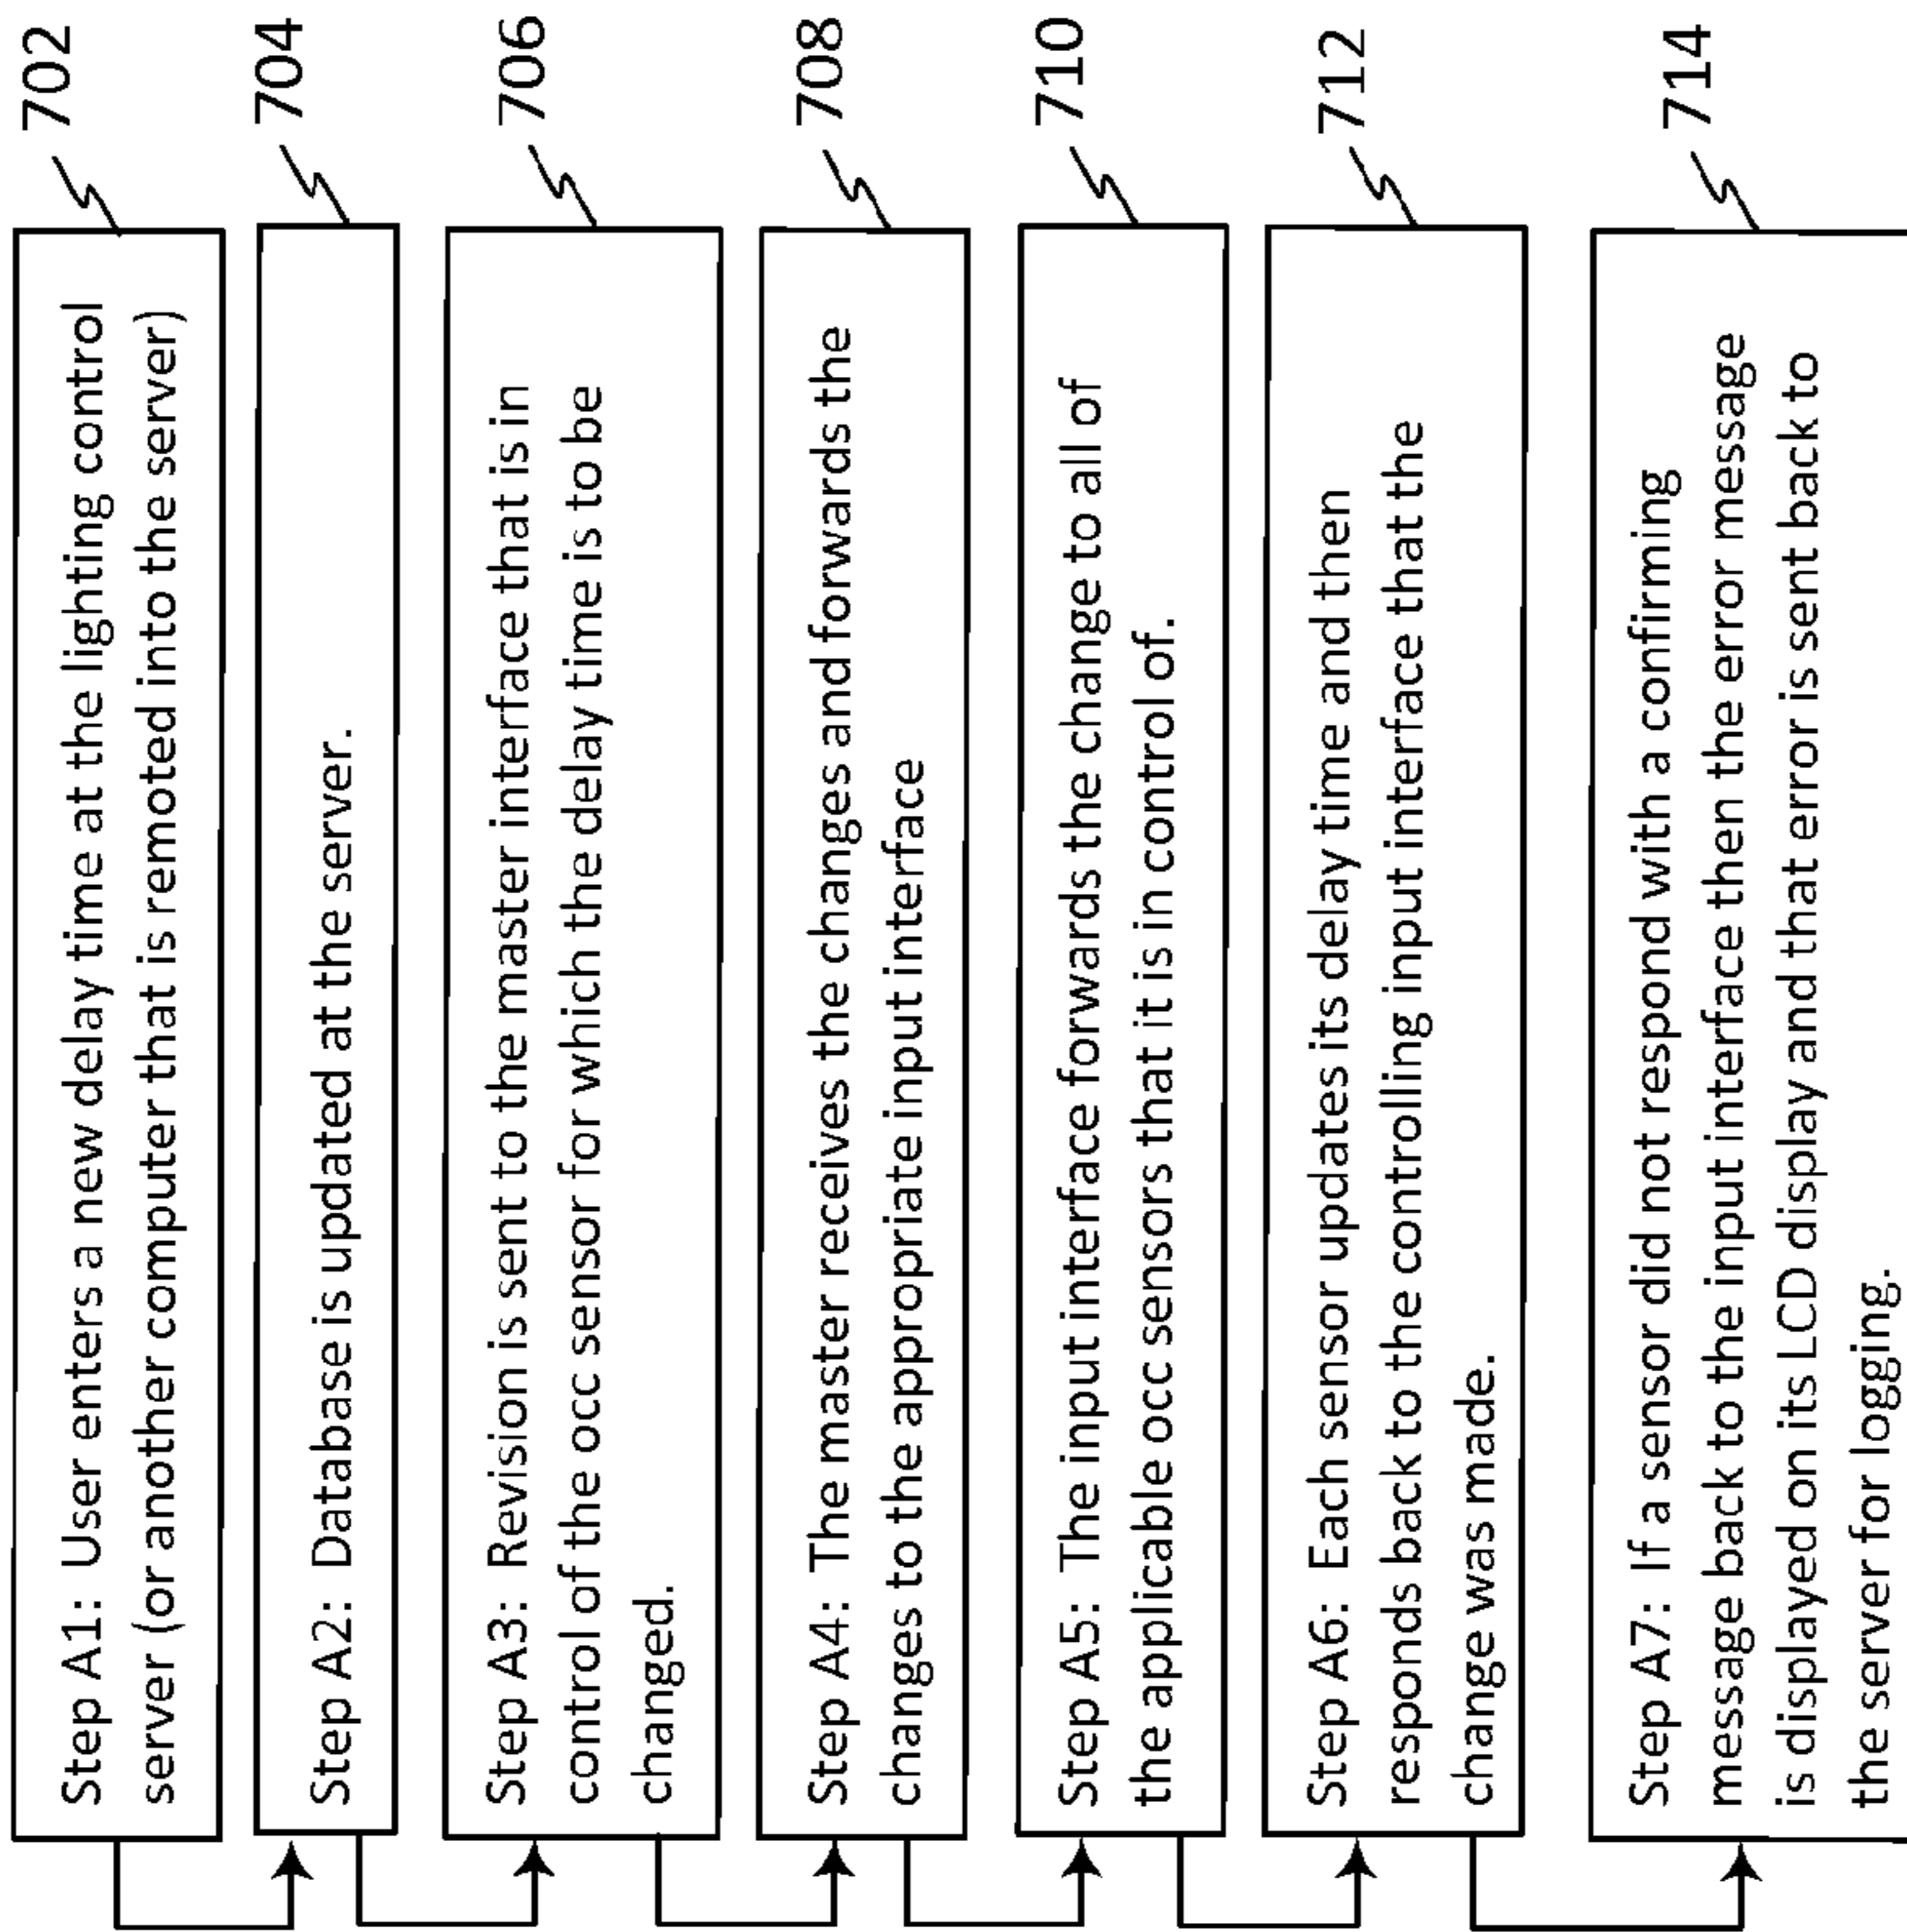 Step A1: User enters a new delay time at the lighting control
server (or another computer that is remoted into the server)
702
Step A2: Database is updated at the server.
704
Step A3: Revision is sent to the master interface that is in
control of the occ sensor for which the delay time is to be
changed.
706
Step A4: The master receives the changes and forwards the
changes to the appropriate input interface
708
Step A5: The input interface forwards the change to all of
the applicable occ sensors that it is in control of.
710
Step A6: Each sensor updates its delay time and then
responds back to the controlling input interface that the
change was made.
712
Step A7: If a sensor did not respond with a confirming
message back to the input interface then the error message
is displayed on its LCD display and that error is sent back to
the server for logging.
714